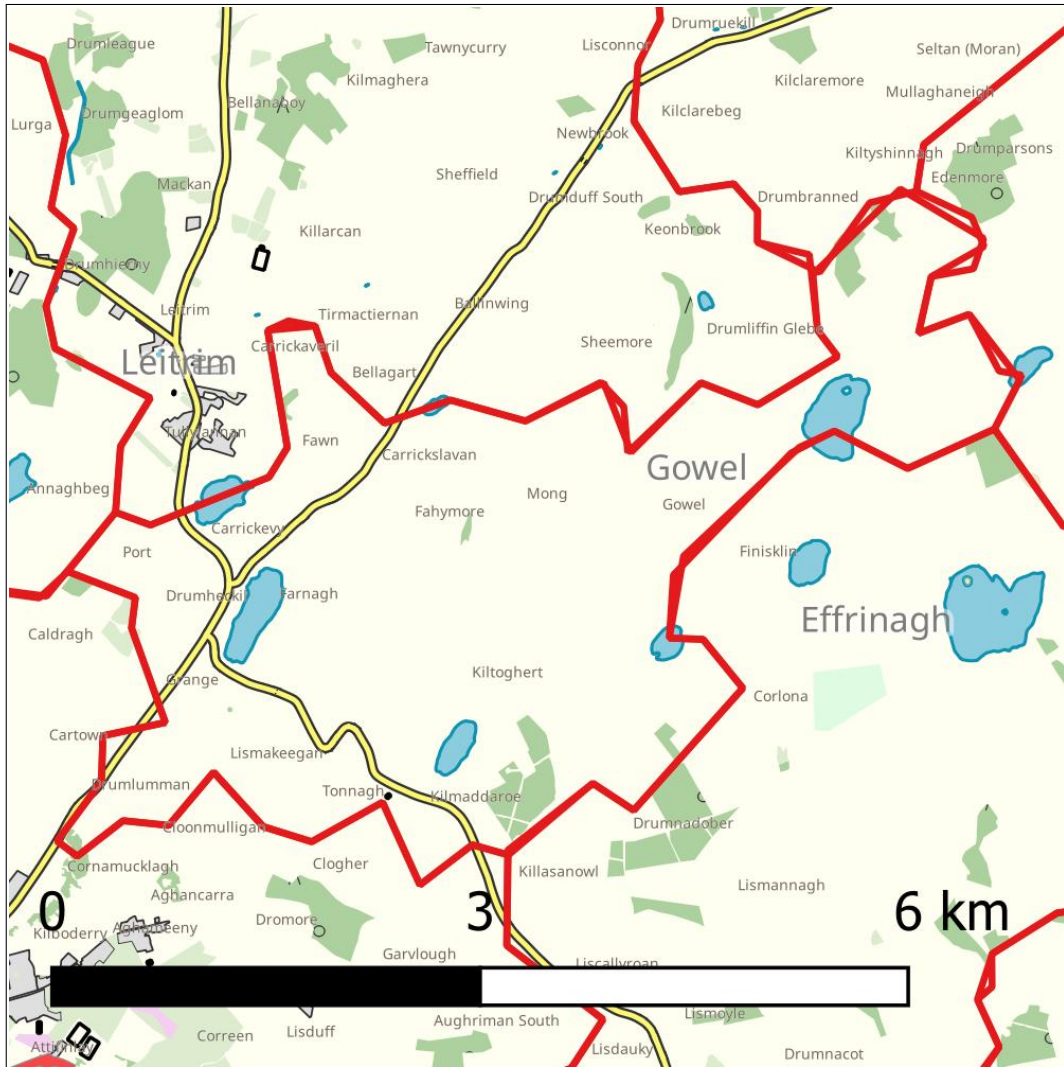 Drumruekill
Drumleague
Tawnycurry
Lisconnor
Seltan (Moran)
Kilmaghera
Kilclaremore
Mullaghaneigh
Bellanaboy
Drumgeaglom
Kilclarebeg
Lurga
Newbrook
Kiltyshinnagh
Drumparsons
Sheffield
Edenmore
Mackan
Drumduff South
Drumbranned
Killarcan
Keonbrook
Drumhierny
Ballinwing
Leitrim
Tirmactiernan
Drumliffin Glebe
Carrickaveril
Sheemore
Leitrim
Bellagart
Tullylannan
Fawn
Carrickslavan
Gowel
Annaghbeg
Mong
Gowel
Fahymore
Carrickevy
Port
Finisklin
Drumheckil
Farnagh
Effrinagh
Caldragh
Kiltoghert
Grange
Corlona
Cartown
Lismakeegan
Drumlumman
Tonnagh
Kilmaddaroe
Cloonmulligan
Drumnadober
Cornamucklagh
Clogher
Killasanowl
Aghancarra
Lismannagh
0 3 6 km
Dromore
Kilboderry
Aghameeny
Garvlough
Liscallyroan
Lismoyle
Aughriman South
Correen
Lisduff
Attifinlay
Lisdauky
Drumnacot